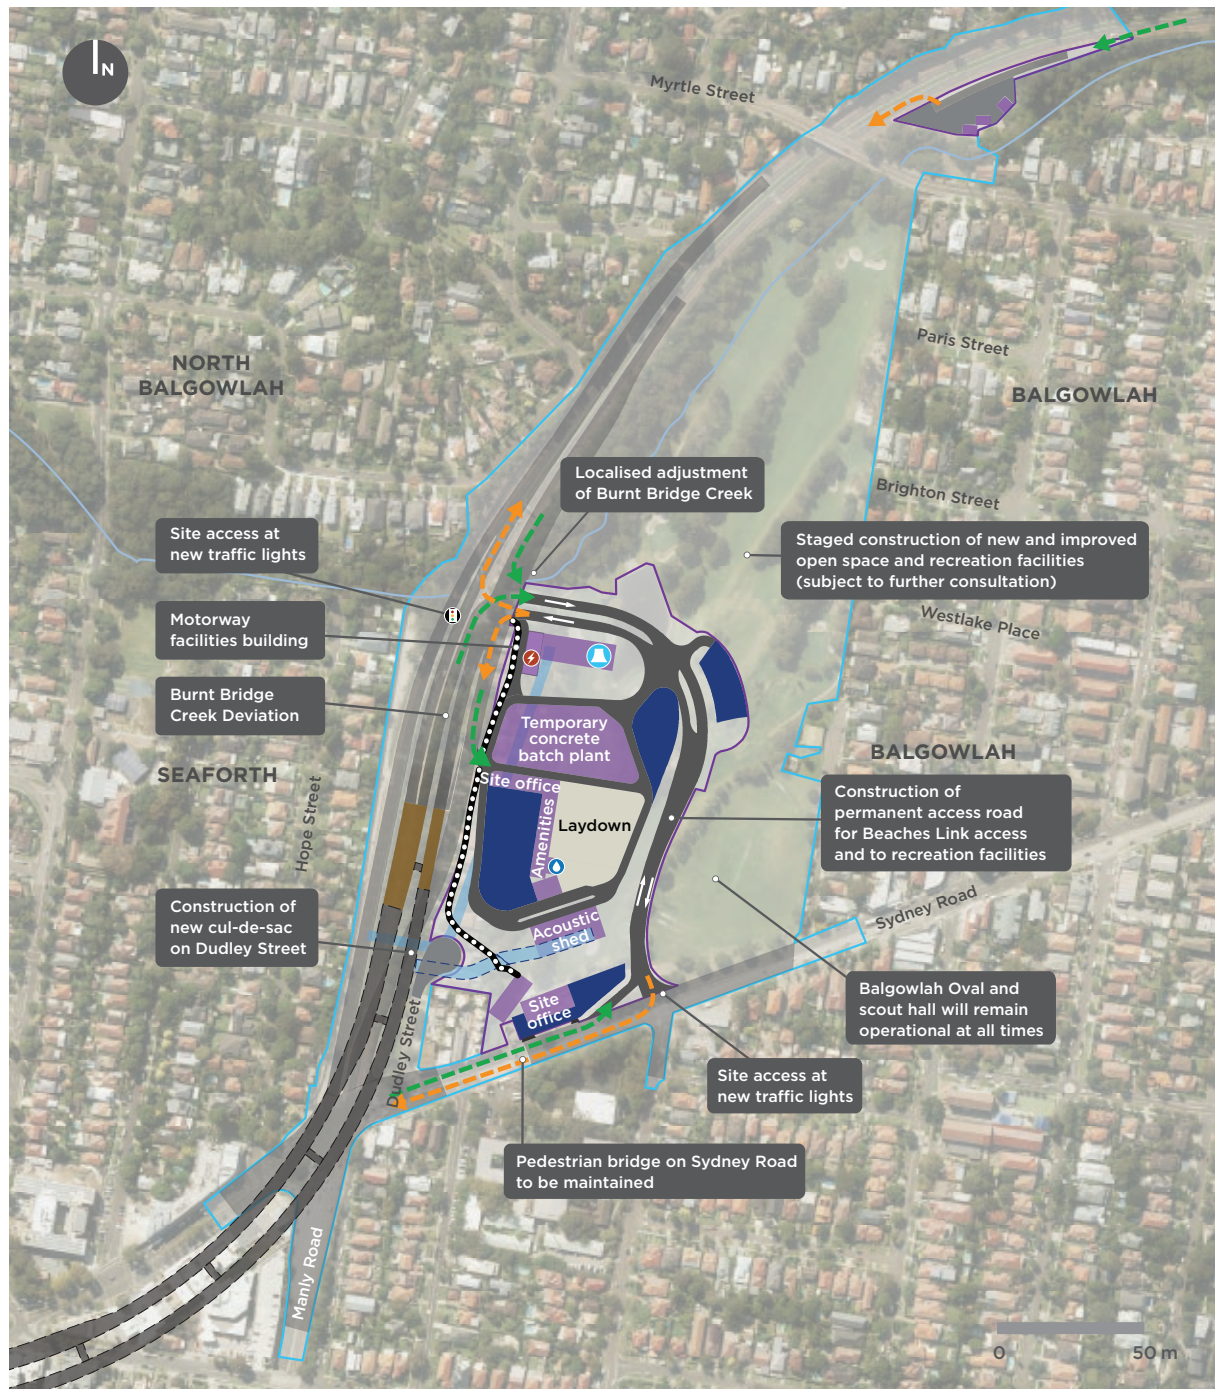 N
Myrtle Street
Paris Street
NORTH
BALGOWLAH
BALGOWLAH
Localised adjustment
of Burnt Bridge Creek
Brighton Street
Site access at
new traffic lights
Staged construction of new and improved
open space and recreation facilities
(subject to further consultation)
Motorway
facilities building
Westlake Place
Burnt Bridge
Creek Deviation
Temporary
concrete
batch plant
BALGOWLAH
SEAFORTH
Hope Street
Site office
Amenities
Laydown
Construction of
permanent access road
for Beaches Link access
and to recreation facilities
Construction of
new cul-de-sac
on Dudley Street
Acoustic
shed
Sydney Road
Site
office
Balgowlah Oval and
scout hall will remain
operational at all times
Dudley Street
Site access at
new traffic lights
Pedestrian bridge on Sydney Road
to be maintained
Manly Road
0
50 m